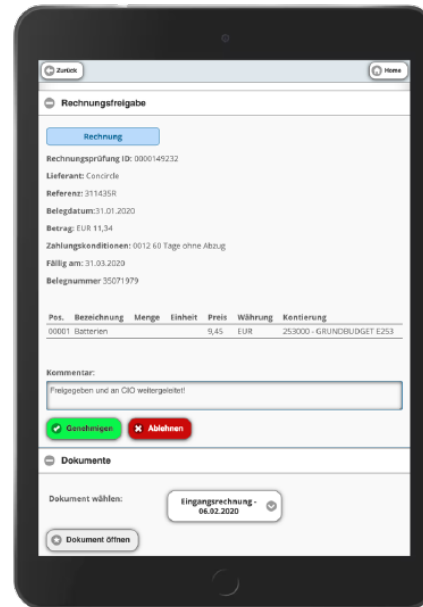 Zurück
Home
Rechnungsfreigabe
Rechnung
Rechnungsprüfung ID: 0000149232
Lieferant: Concircle
Referenz: 311435R
Belegdatum:31.01.2020
Betrag: EUR 11,34
Zahlungskonditionen: 0012 60 Tage ohne Abzug
Fällig am: 31.03.2020
Belegnummer 35071979
Pos. Bezeichnung Menge Einheit Preis Währung Kontierung
00001 Batterien 9,45 EUR 253000 - GRUNDBUDGET E253
Kommentar:
Freigegeben und an CIO weitergeleitet!
Genehmigen Ablehnen
Dokumente
Dokument wählen:
Eingangsrechnung -
06.02.2020
Dokument öffnen